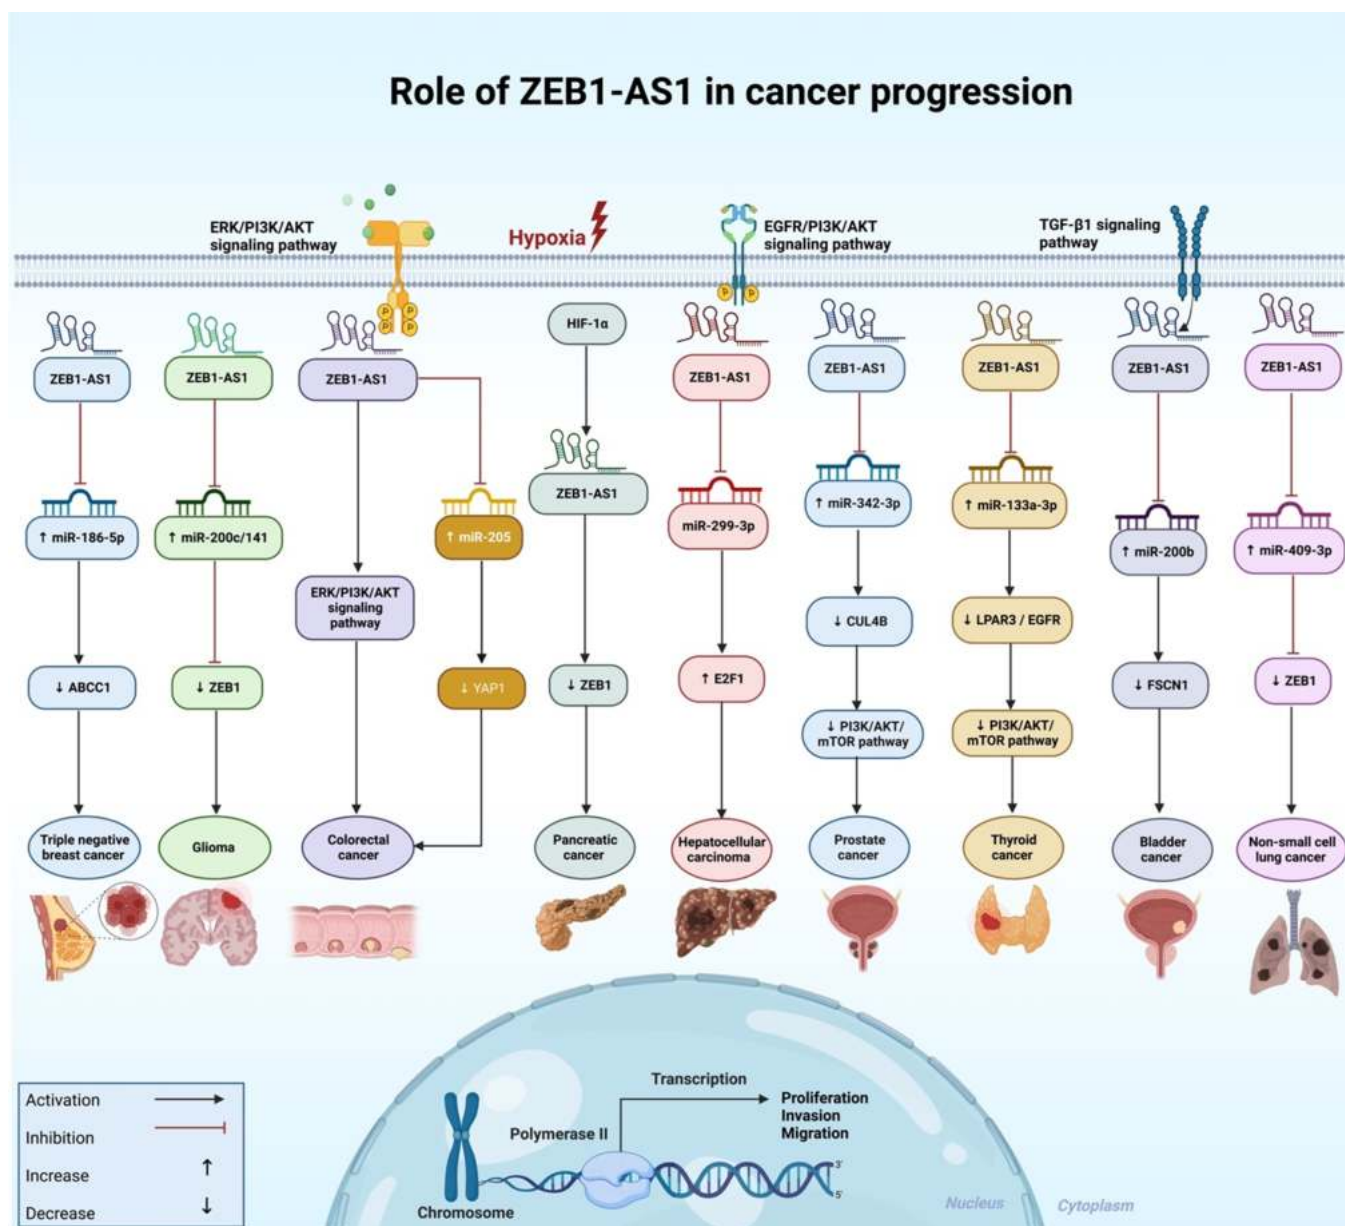 Role of ZEB1-AS1 in cancer progression
ERK/PI3K/AKT
signaling pathway
Hypoxia
EGFR/PI3K/AKT
signaling pathway
TGF-β1 signaling
pathway
P
P
P
P
P
P
ZEB1-AS1
ZEB1-AS1
ZEB1-AS1
HIF-1α
ZEB1-AS1
ZEB1-AS1
ZEB1-AS1
ZEB1-AS1
ZEB1-AS1
ZEB1-AS1
↑ miR-186-5p
↑ miR-200c/141
↑ miR-205
miR-299-3p
↑ miR-342-3p
↑ miR-133a-3p
↑ miR-200b
↑ miR-409-3p
ERK/PI3K/AKT
signaling
pathway
↓ CUL4B
↓ LPAR3 / EGFR
↓ ABCC1
↓ ZEB1
↓ YAP1
↓ ZEB1
↑ E2F1
↓ FSCN1
↓ ZEB1
↓ PI3K/AKT/
mTOR pathway
↓ PI3K/AKT/
mTOR pathway
Triple negative
breast cancer
Glioma
Colorectal
cancer
Pancreatic
cancer
Hepatocellular
carcinoma
Prostate
cancer
Thyroid
cancer
Bladder
cancer
Non-small cell
lung cancer
Activation
Inhibition
Increase ↑
Decrease ↓
Transcription
Proliferation
Invasion
Migration
Polymerase II
3'
5'
Chromosome
Nucleus
Cytoplasm